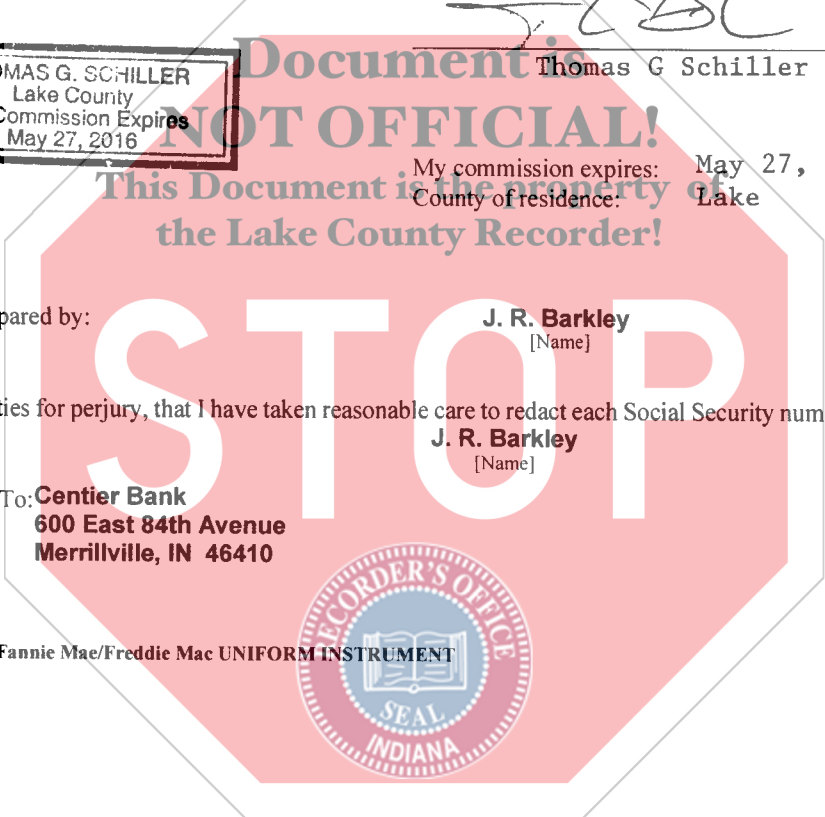 Document is
Thomas G Schiller
OMAS G. SCHILLER
Lake County
Commission Expires
May 27, 2016
NOT OFFICIAL!
My commission expires: May 27,
This Document is the property of
County of residence: Lake
the Lake County Recorder!
pared by:
J. R. Barkley
[Name]
STOP
ties for perjury, that I have taken reasonable care to redact each Social Security num
J. R. Barkley
[Name]
To: Centier Bank
600 East 84th Avenue
Merrillville, IN 46410
RECORDER'S OFFICE
Fannie Mae/Freddie Mac UNIFORM INSTRUMENT
SEAL
INDIANA